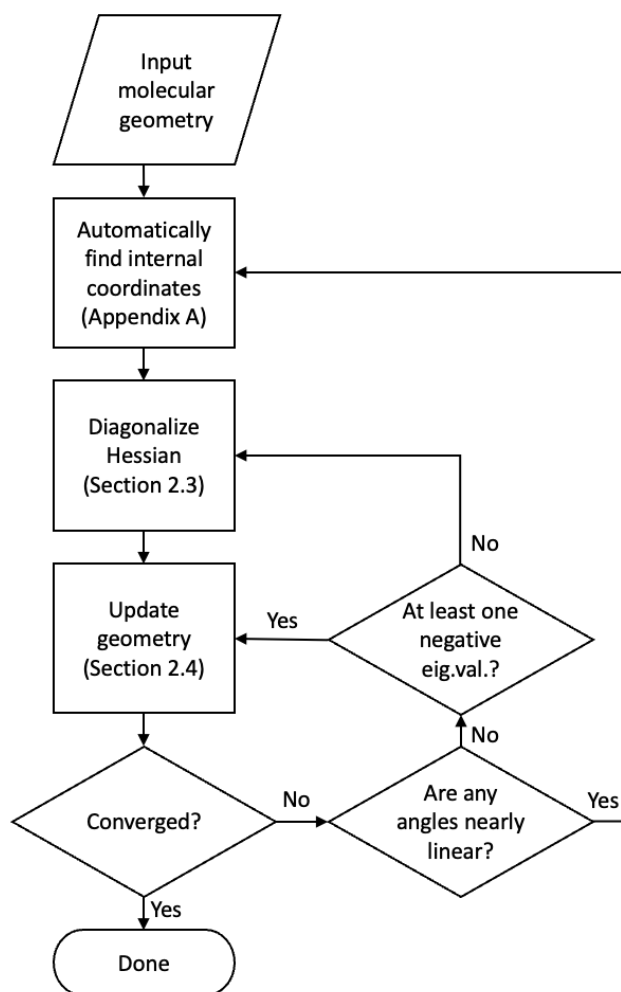 Input
molecular
geometry
Automatically
find internal
coordinates
(Appendix A)
Diagonalize
Hessian
(Section 2.3)
No
Update
geometry
(Section 2.4)
Yes
At least one
negative
eig.val.?
No
Converged?
No
Are any
angles nearly
linear?
Yes
Yes
Done